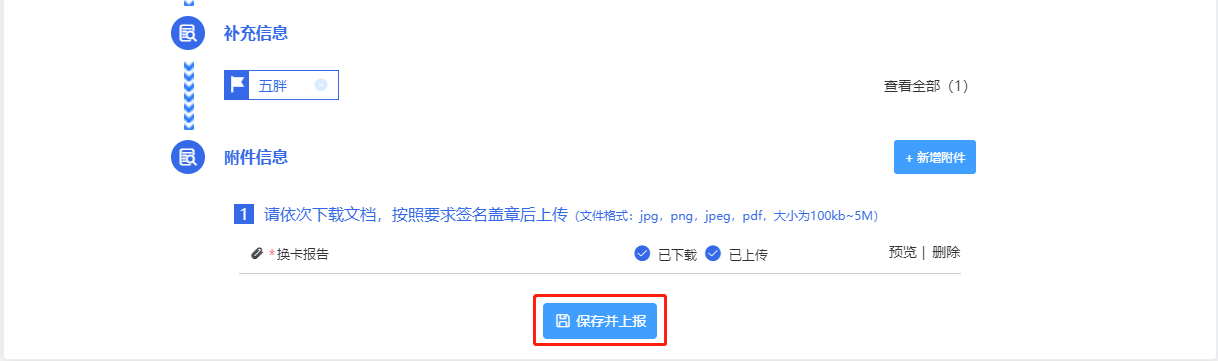 补充信息
五胖
查看全部（1）
附件信息
+ 新增附件
1 请依次下载文档，按照要求签名盖章后上传（文件格式：jpg，png，jpeg，pdf，大小为100kb~5M）
*换卡报告 已下载 已上传 预览 | 删除
保存并上报